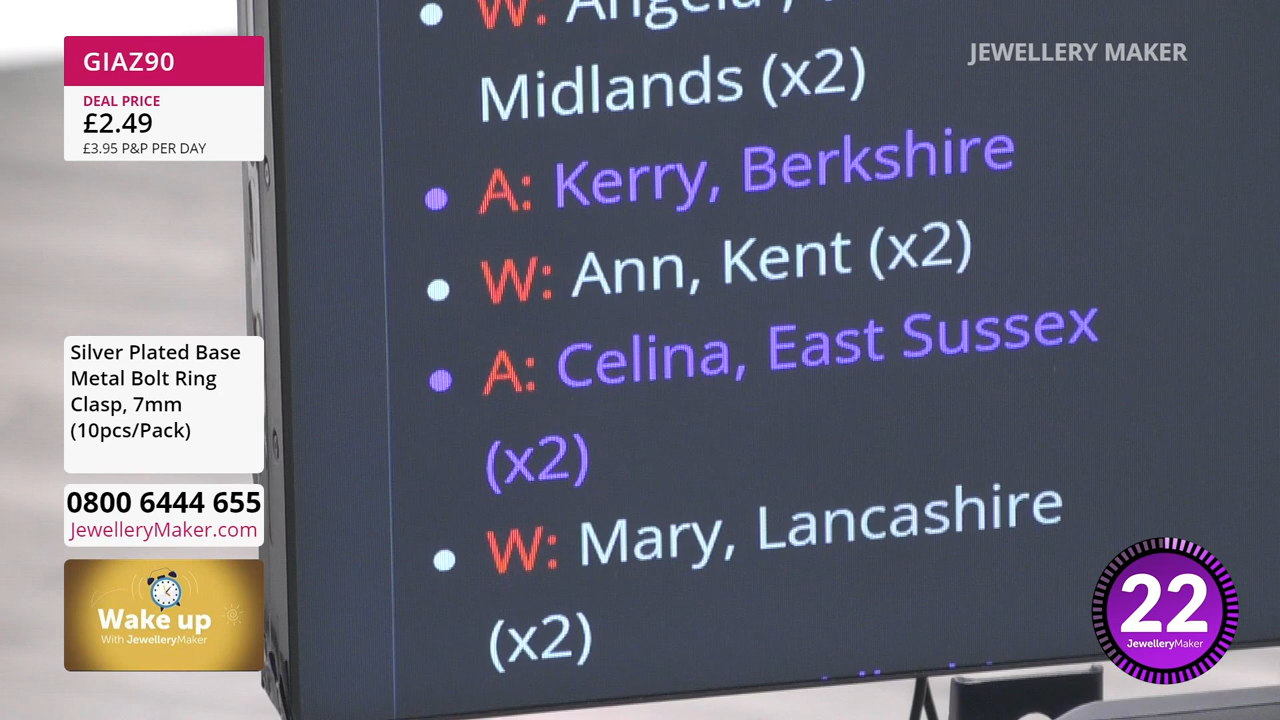 GIAZ90
DEAL PRICE
£2.49
£3.95 P&P PER DAY
Silver Plated Base
Metal Bolt Ring
Clasp, 7mm
(10pcs/Pack)
0800 6444 655
JewelleryMaker.com
Wake up
With JewelleryMaker
JEWELLERY MAKER
W: Angela,
Midlands (x2)
A: Kerry, Berkshire
W: Ann, Kent (x2)
A: Celina, East Sussex
(x2)
W: Mary, Lancashire
(x2)
22
JewelleryMaker